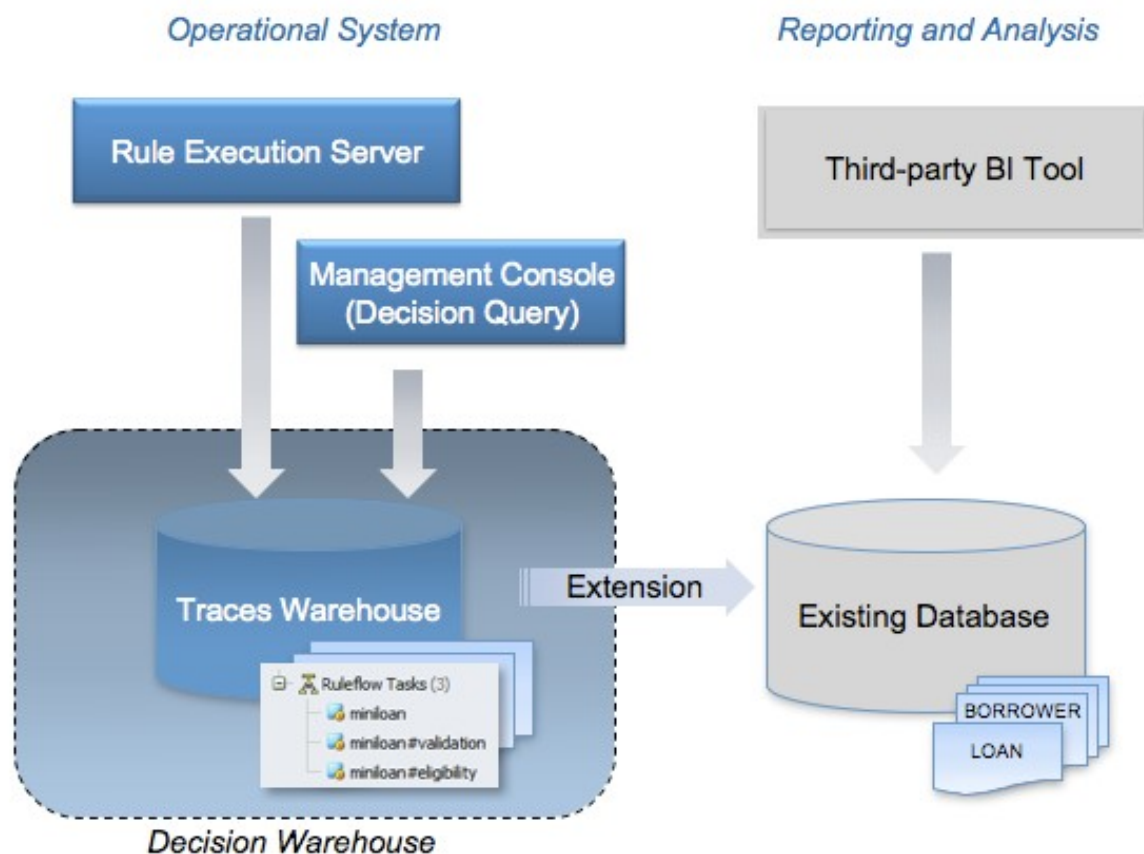 Operational System
Reporting and Analysis
Rule Execution Server
Third-party BI Tool
Management Console
(Decision Query)
Extension
Traces Warehouse
Existing Database
Ruleflow Tasks (3)
miniloan
miniloan#validation
miniloan#eligibility
BORROWER
LOAN
Decision Warehouse